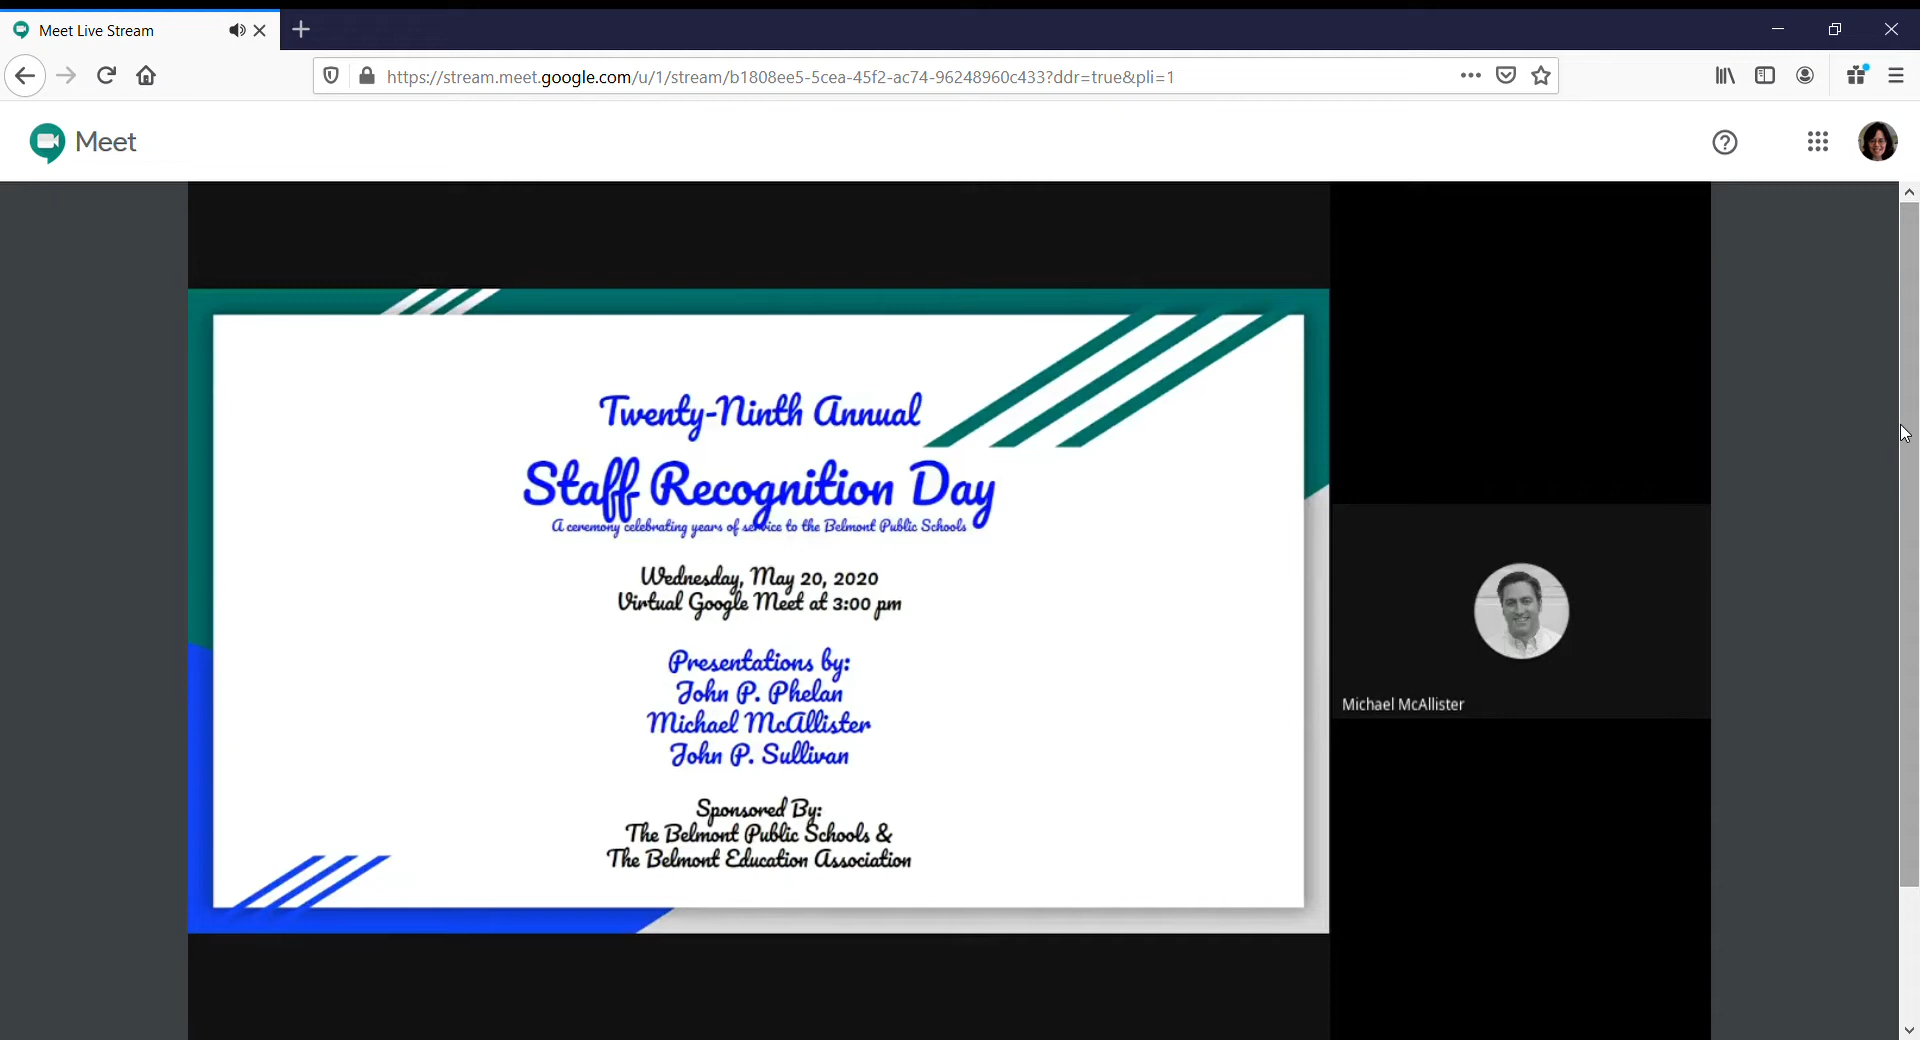 Meet Live Stream
https://stream.meet.google.com/u/1/stream/b1808ee5-5cea-45f2-ac74-96248960c433?ddr=true&pli=1
Meet
Twenty-Ninth Annual
Staff Recognition Day
A ceremony celebrating years of service to the Belmont Public Schools
Wednesday, May 20, 2020
Virtual Google Meet at 3:00 pm
Presentations by:
John P. Phelan
Michael McAllister
John P. Sullivan
Sponsored By:
The Belmont Public Schools &
The Belmont Education Association
Michael McAllister